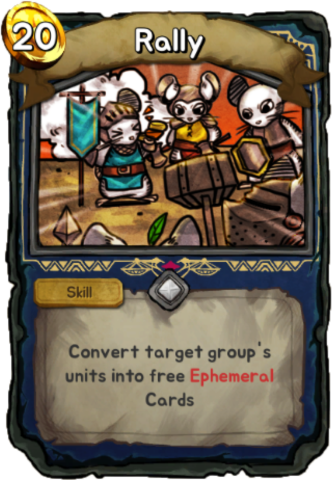 20
Rally
Skill
Convert target group's
units into free Ephemeral
Cards